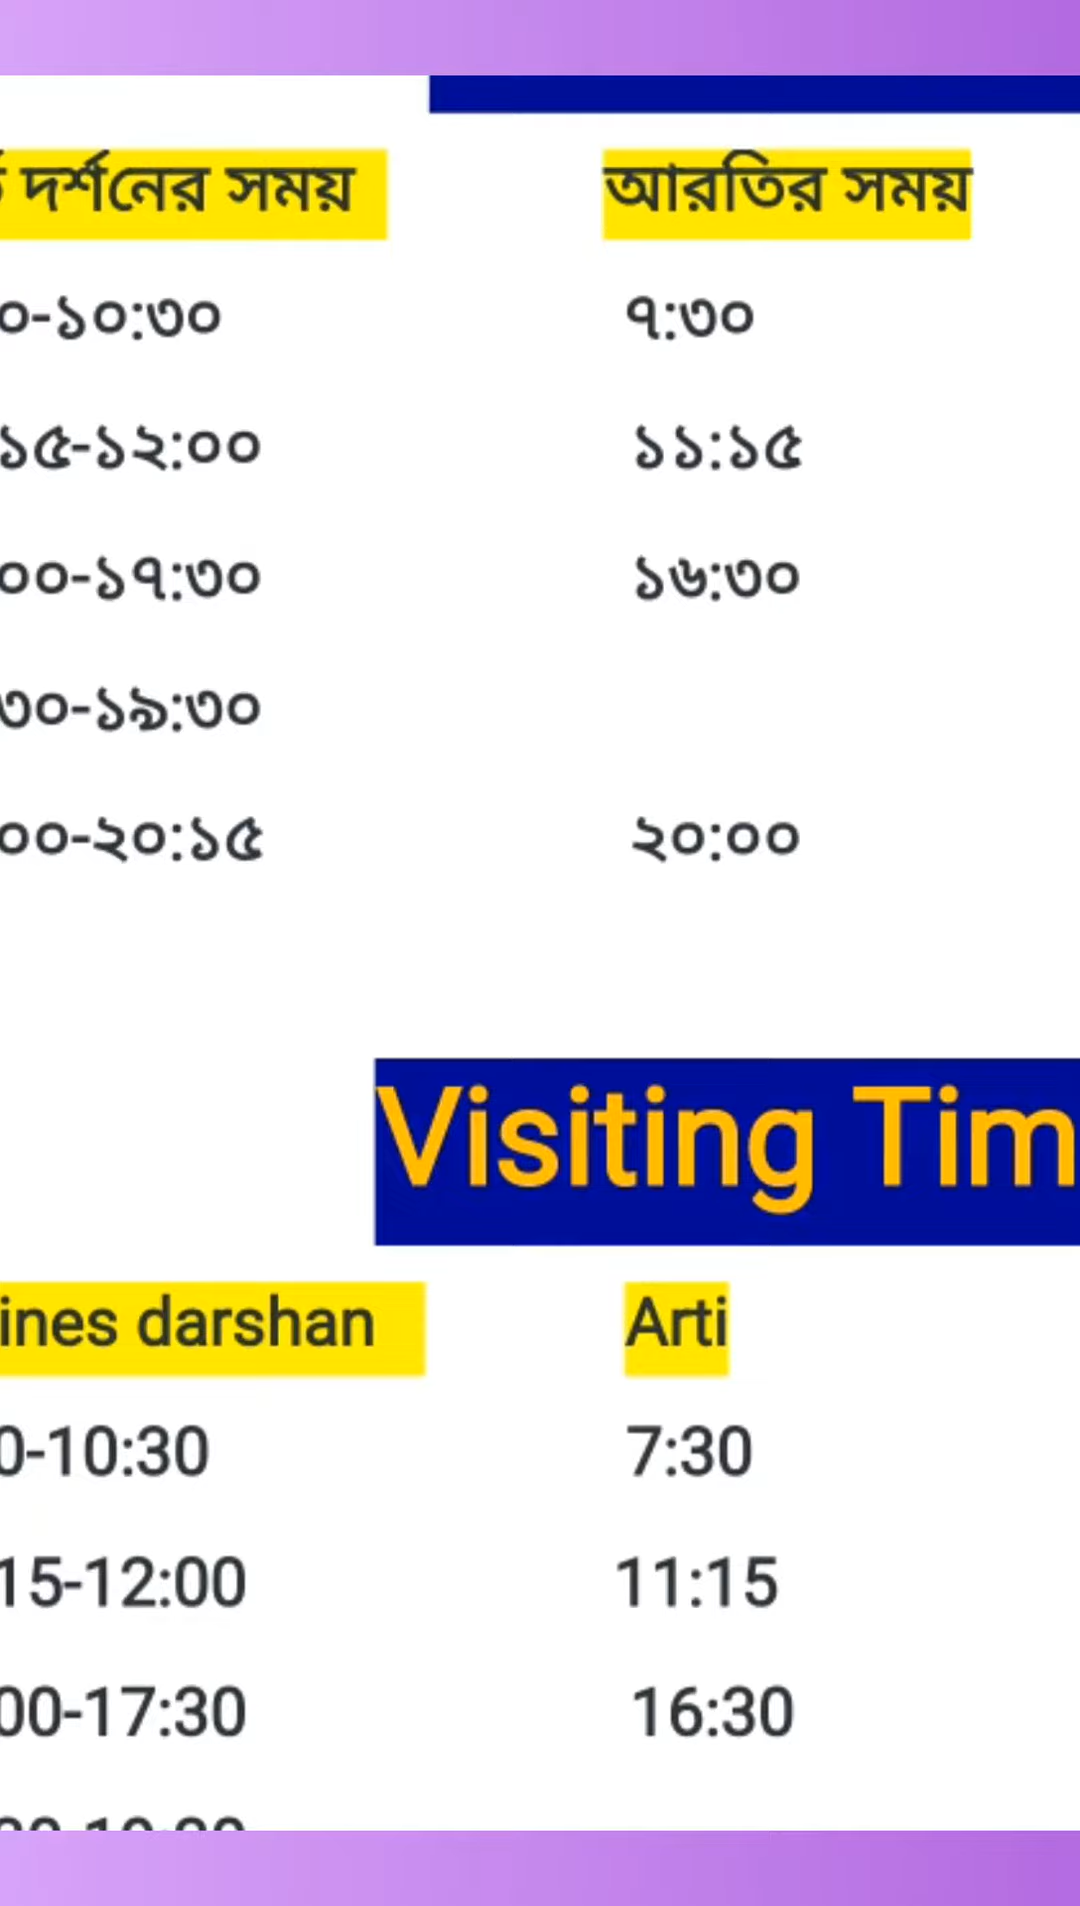 দর্শনের সময় আরতির সময়
০-১০:৩০ ৭:৩০
১৫-১২:০০ ১১:১৫
০০-১৭:৩০ ১৬:৩০
৩০-১৯:৩০
০০-২০:১৫ ২০:০০
Visiting Tim
ines darshan Arti
0-10:30 7:30
15-12:00 11:15
00-17:30 16:30